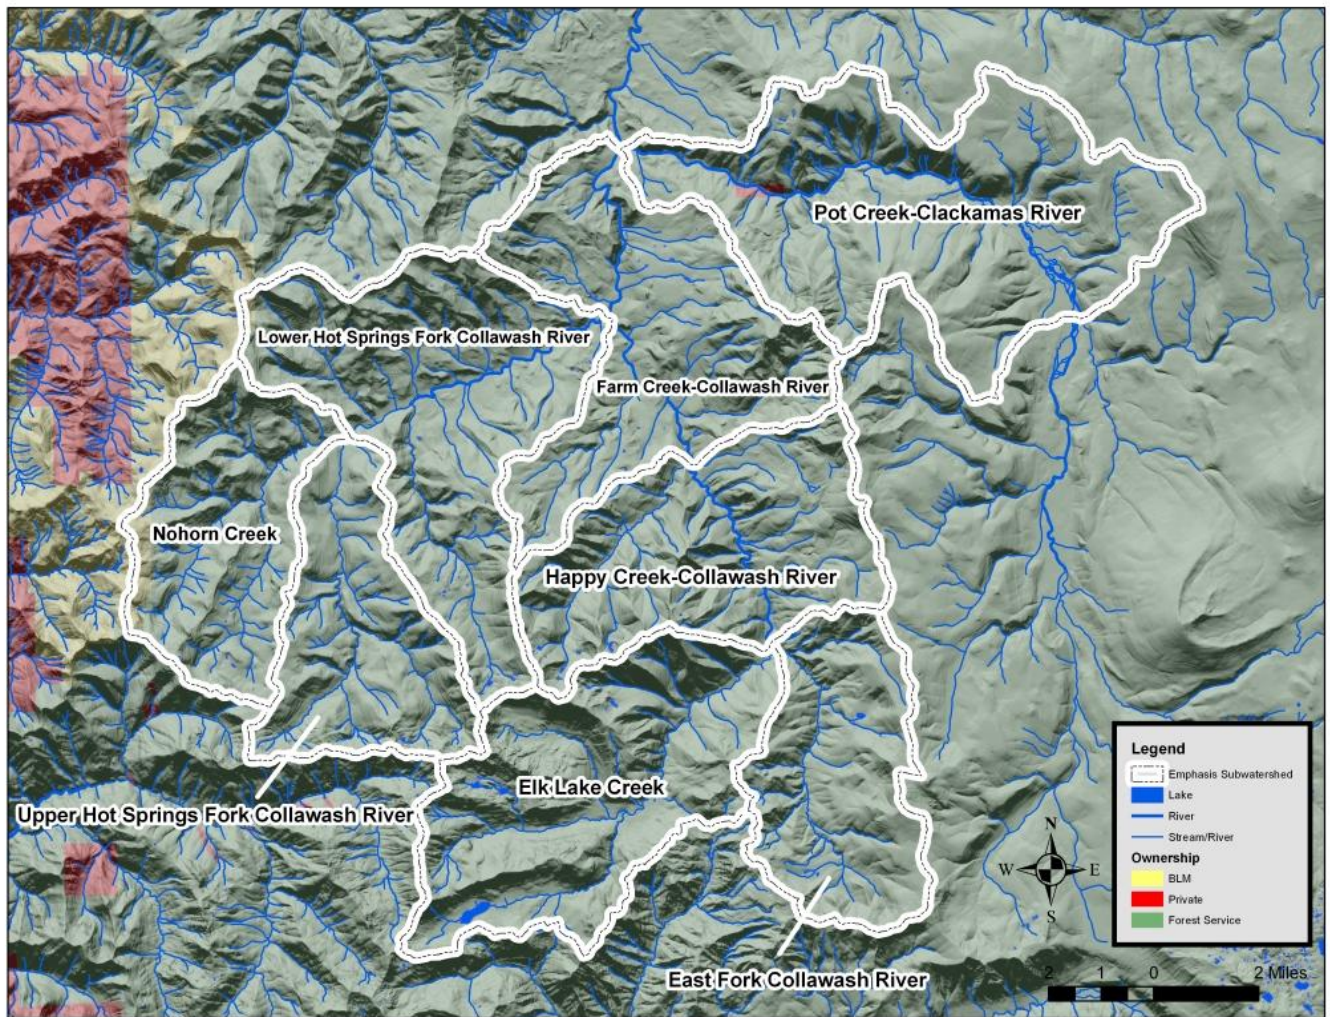 Pot Creek-Clackamas River
Lower Hot Springs Fork Collawash River
Farm Creek-Collawash River
Nohorn Creek
Happy Creek-Collawash River
Elk Lake Creek
Upper Hot Springs Fork Collawash River
East Fork Collawash River
Legend
Emphasis Subwatershed
Lake
River
Stream/River
Ownership
BLM
Private
Forest Service
N
W E
S
2 1 0 2 Miles